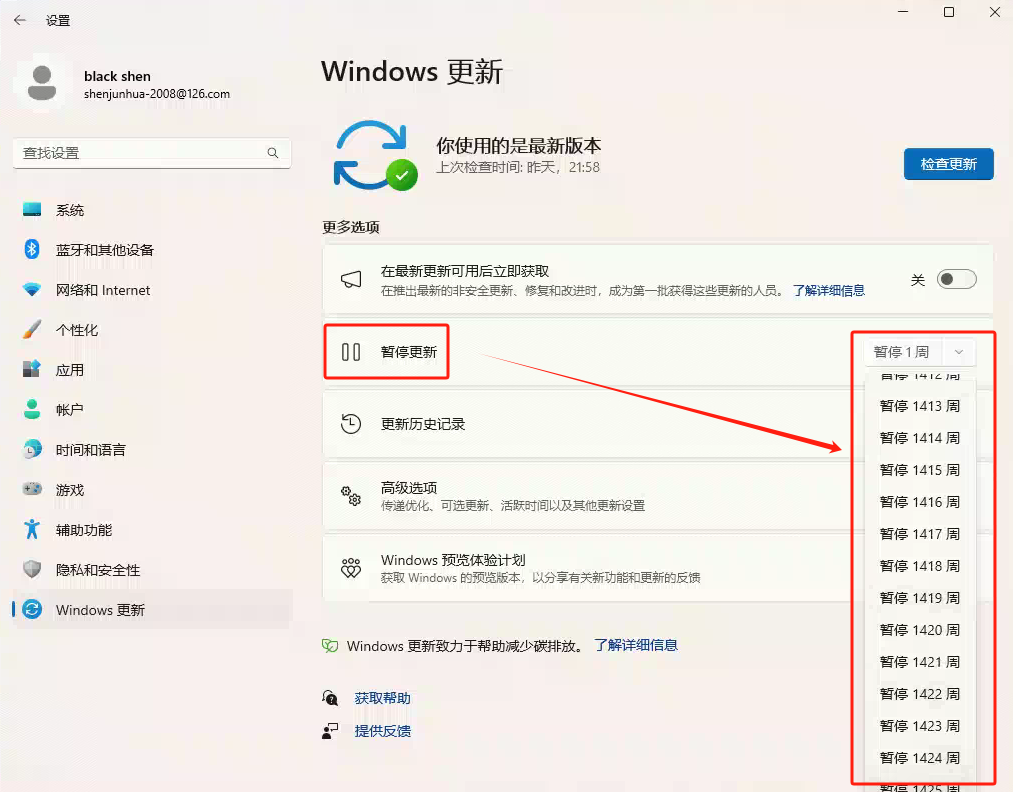 设置
black shen
shenjunhua-2008@126.com
查找设置
系统
蓝牙和其他设备
网络和 Internet
个性化
应用
帐户
时间和语言
游戏
辅助功能
隐私和安全性
Windows 更新
Windows 更新
你使用的是最新版本
上次检查时间: 昨天，21:58
检查更新
更多选项
在最新更新可用后立即获取
在推出最新的非安全更新、修复和改进时，成为第一批获得这些更新的人员。 了解详细信息
关
暂停更新
暂停 1 周
暂停 1412 周
暂停 1413 周
暂停 1414 周
暂停 1415 周
暂停 1416 周
暂停 1417 周
暂停 1418 周
暂停 1419 周
暂停 1420 周
暂停 1421 周
暂停 1422 周
暂停 1423 周
暂停 1424 周
暂停 1425 周
更新历史记录
高级选项
传递优化、可选更新、活跃时间以及其他更新设置
Windows 预览体验计划
获取 Windows 的预览版本，以分享有关新功能和更新的反馈
Windows 更新致力于帮助减少碳排放。 了解详细信息
获取帮助
提供反馈